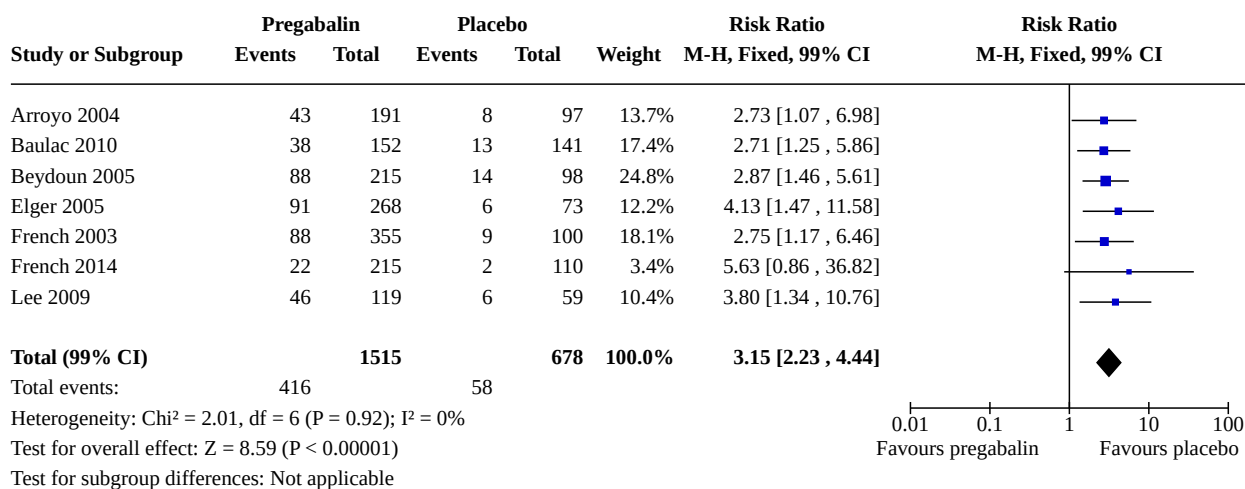 Pregabalin Placebo Risk Ratio Risk Ratio
Study or Subgroup Events Total Events Total Weight M-H, Fixed, 99% CI M-H, Fixed, 99% CI
Arroyo 2004 43 191 8 97 13.7% 2.73 [1.07 , 6.98]
Baulac 2010 38 152 13 141 17.4% 2.71 [1.25 , 5.86]
Beydoun 2005 88 215 14 98 24.8% 2.87 [1.46 , 5.61]
Elger 2005 91 268 6 73 12.2% 4.13 [1.47 , 11.58]
French 2003 88 355 9 100 18.1% 2.75 [1.17 , 6.46]
French 2014 22 215 2 110 3.4% 5.63 [0.86 , 36.82]
Lee 2009 46 119 6 59 10.4% 3.80 [1.34 , 10.76]
Total (99% CI) 1515 678 100.0% 3.15 [2.23 , 4.44]
Total events: 416 58
Heterogeneity: Chi² = 2.01, df = 6 (P = 0.92); I² = 0%
0.01 0.1 1 10 100
Test for overall effect: Z = 8.59 (P < 0.00001)
Favours pregabalin Favours placebo
Test for subgroup differences: Not applicable